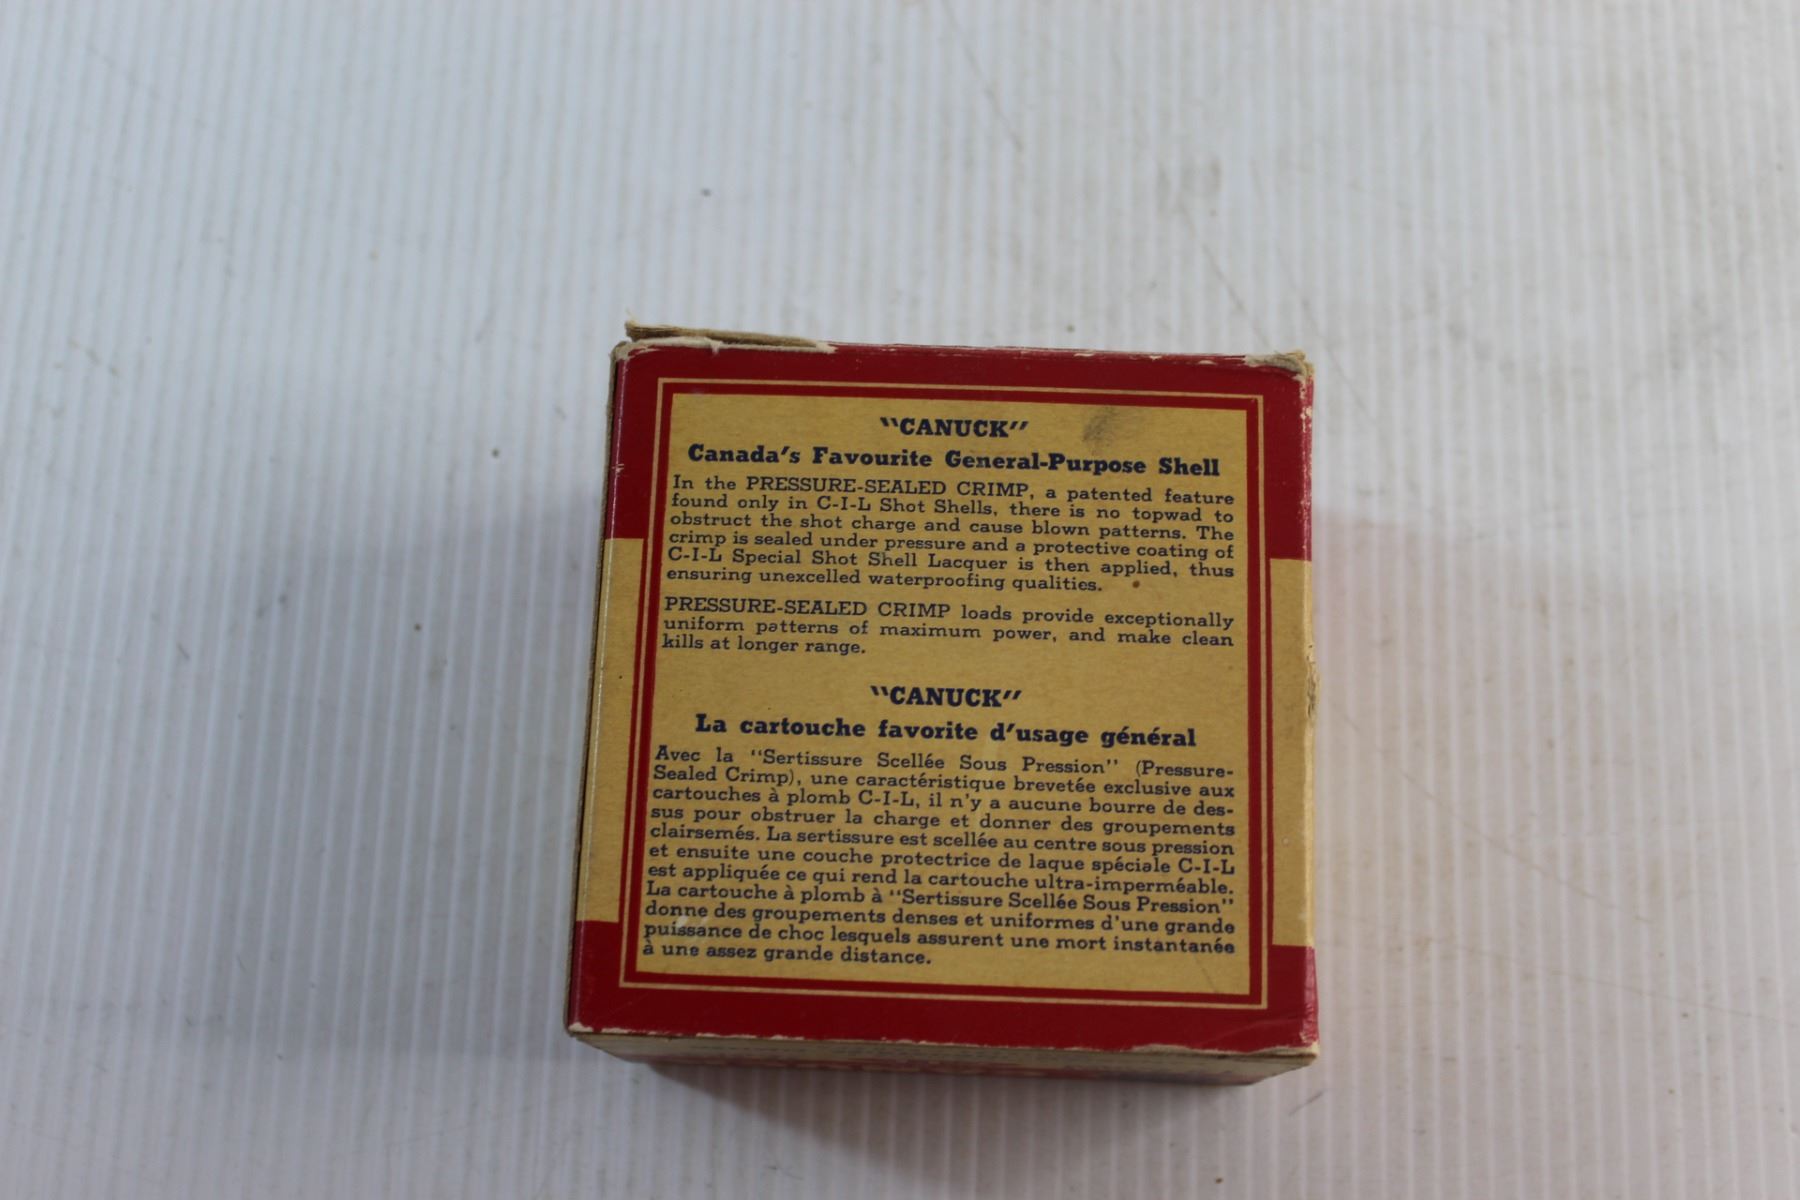 "CANUCK"
Canada's Favourite General-Purpose Shell
In the PRESSURE-SEALED CRIMP, a patented feature
found only in C-I-L Shot Shells, there is no topwad to
obstruct the shot charge and cause blown patterns. The
crimp is sealed under pressure and a protective coating of
C-I-L Special Shot Shell Lacquer is then applied, thus
ensuring unexcelled waterproofing qualities.
PRESSURE-SEALED CRIMP loads provide exceptionally
uniform patterns of maximum power, and make clean
kills at longer range.
"CANUCK"
La cartouche favorite d'usage général
Avec la "Sertissure Scellée Sous Pression" (Pressure-
Sealed Crimp), une caractéristique brevetée exclusive aux
cartouches à plomb C-I-L, il n'y a aucune bourre de des-
sus pour obstruer la charge et donner des groupements
clairsemés. La sertissure est scellée au centre sous pression
et ensuite une couche protectrice de laque spéciale C-I-L
est appliquée ce qui rend la cartouche ultra-imperméable.
La cartouche à plomb à "Sertissure Scellée Sous Pression"
donne des groupements denses et uniformes d'une grande
puissance de choc lesquels assurent une mort instantanée
à une assez grande distance.